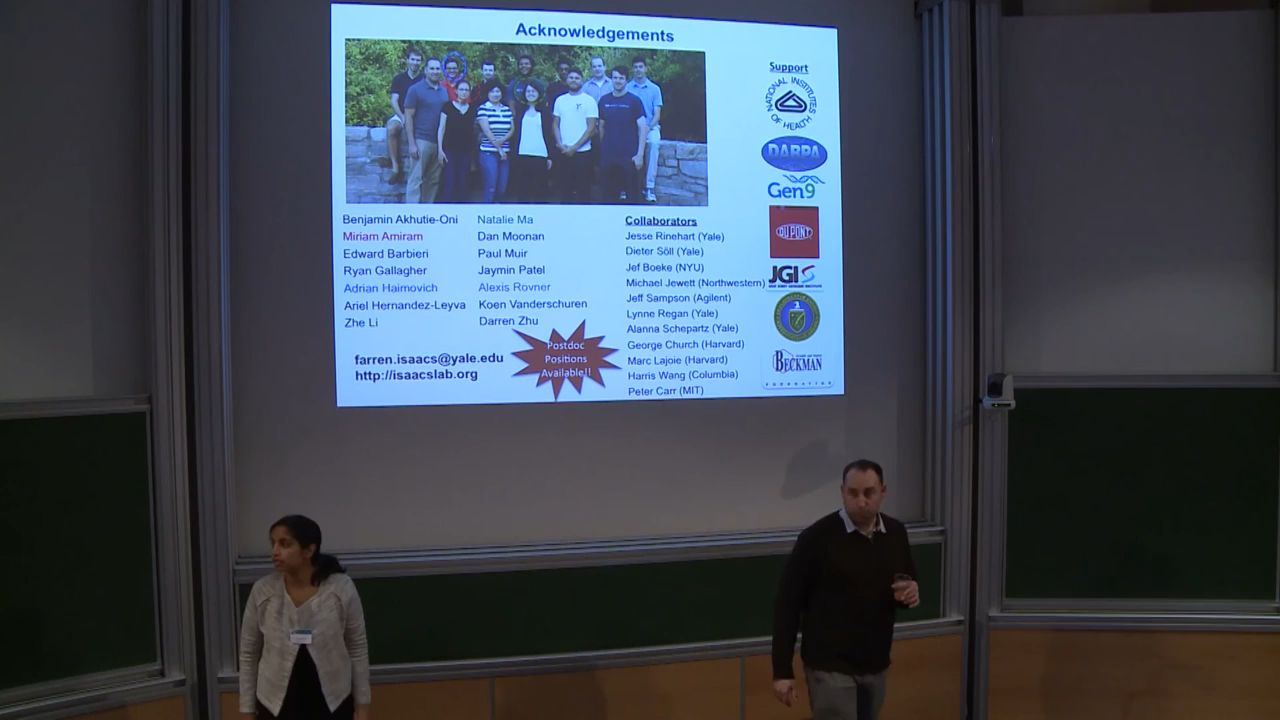 Acknowledgements
Benjamin Akhutie-Oni
Miriam Amiram
Edward Barbieri
Ryan Gallagher
Adrian Haimovich
Ariel Hernandez-Leyva
Zhe Li
Natalie Ma
Dan Moonan
Paul Muir
Jaymin Patel
Alexis Rovner
Koen Vanderschuren
Darren Zhu
farren.isaacs@yale.edu
http://isaacslab.org
Postdoc
Positions
Available!!
Collaborators
Jesse Rinehart (Yale)
Dieter Söll (Yale)
Jef Boeke (NYU)
Michael Jewett (Northwestern)
Jeff Sampson (Agilent)
Lynne Regan (Yale)
Alanna Schepartz (Yale)
George Church (Harvard)
Marc Lajoie (Harvard)
Harris Wang (Columbia)
Peter Carr (MIT)
Support
NATIONAL INSTITUTES
OF HEALTH
DARPA
Gen9
DUPONT
JGI
BECKMAN
FOUNDATION